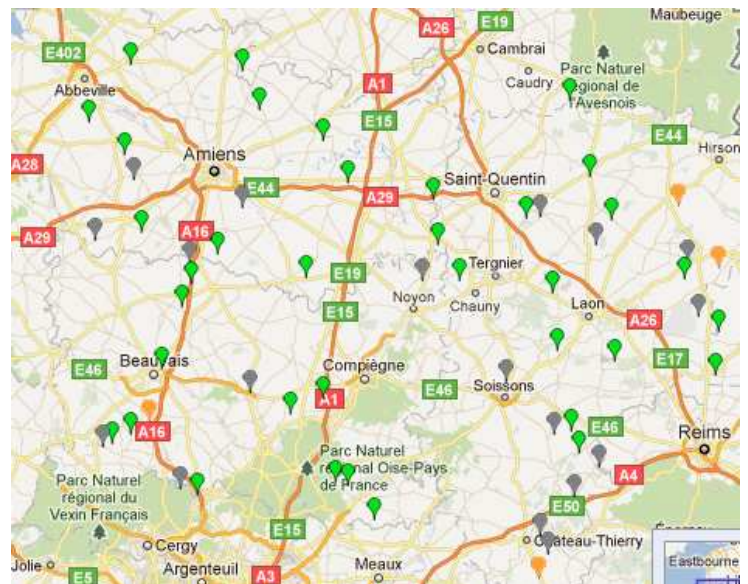 Maubeuge
A26
E402
Cambrai
Parc Naturel
régional de
l'Avesnois
Caudry
A1
Abbeville
E15
E44
Hirson
Amiens
A28
Saint-Quentin
E44
A29
A16
A29
E19
Tergnier
Chauny
Noyon
Laon
E15
A26
E46
Beauvais
Compiègne
E17
E46
Soissons
A1
A16
E46
Reims
Parc Naturel
régional Oise-Pays
de France
A4
Parc Naturel
régional du
Vexin Français
E50
E15
Cergy
Château-Thierry
Eastbourne
Jolie
E5
Argenteuil
A3
Meaux